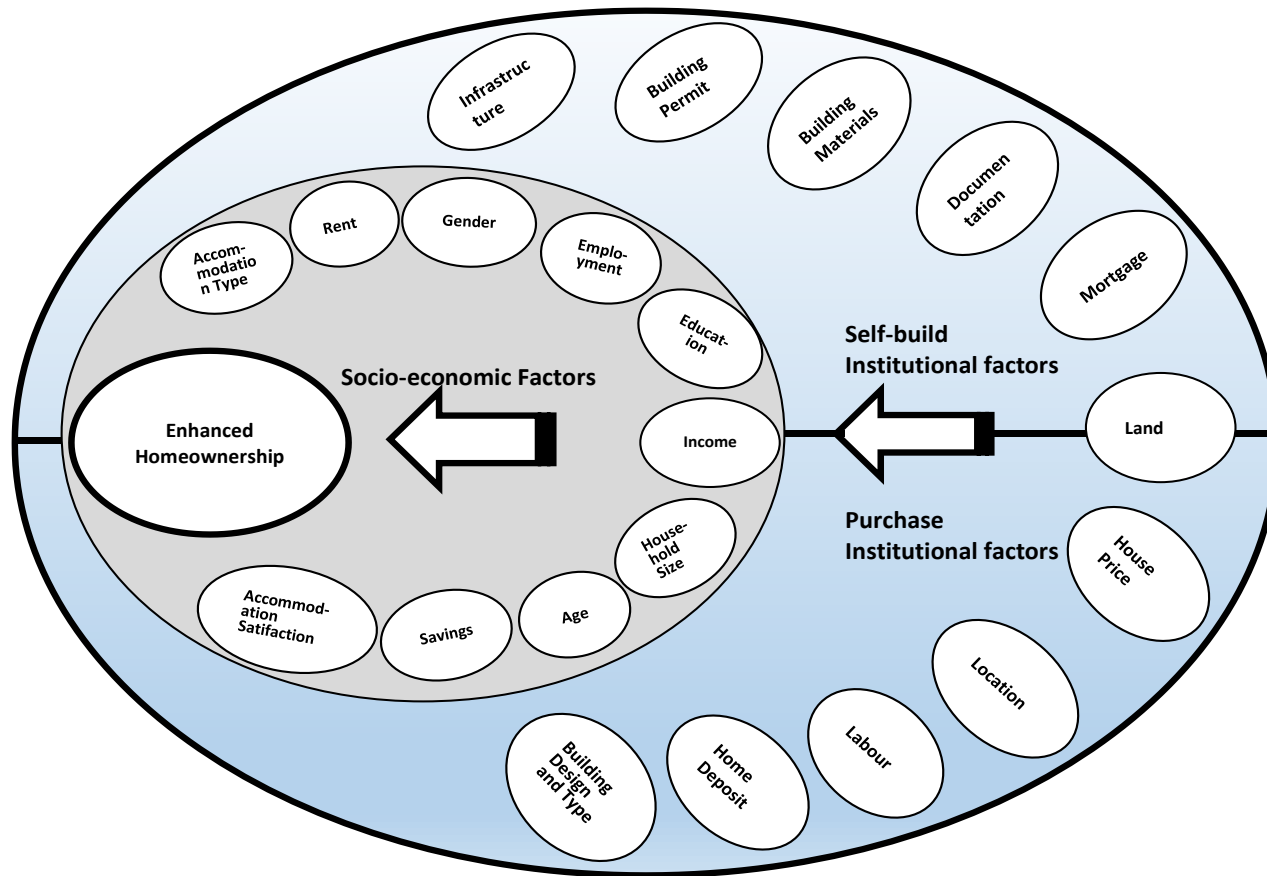 Infrastruc
ture
Building
Permit
Building
Materials
Documen
tation
Mortgage
Accom-
modatio
n Type
Rent
Gender
Emplo-
yment
Educat-
ion
Socio-economic Factors
Self-build
Institutional factors
Enhanced
Homeownership
Income
Land
Purchase
Institutional factors
House
Price
House-
hold
Size
Accommod-
ation
Satifaction
Savings
Age
Location
Labour
Home
Deposit
Building
Design
and Type